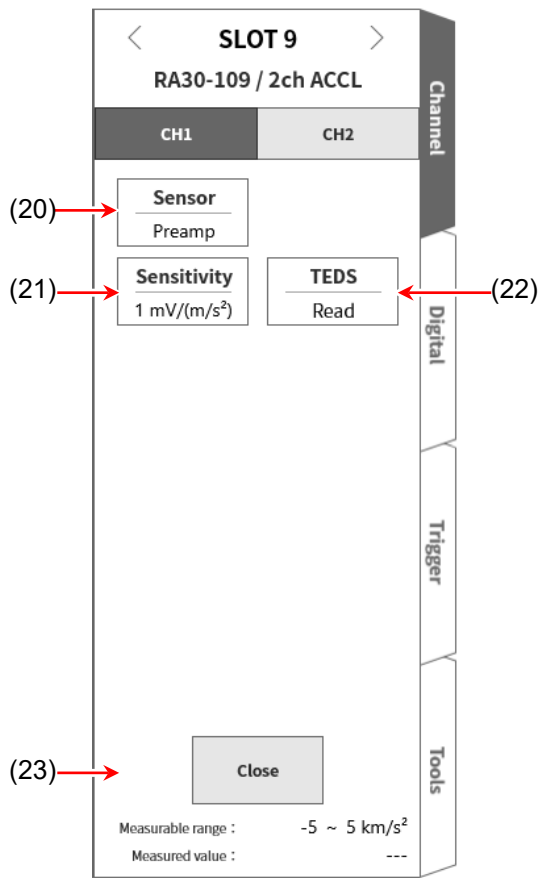 < SLOT 9 >
RA30-109 / 2ch ACCL
CH1 CH2
(20) Sensor
Preamp
(21) Sensitivity
1 mV/(m/s²)
TEDS
Read
(22)
(23) Close
Measurable range : -5 ~ 5 km/s²
Measured value : ---
Channel
Digital
Trigger
Tools